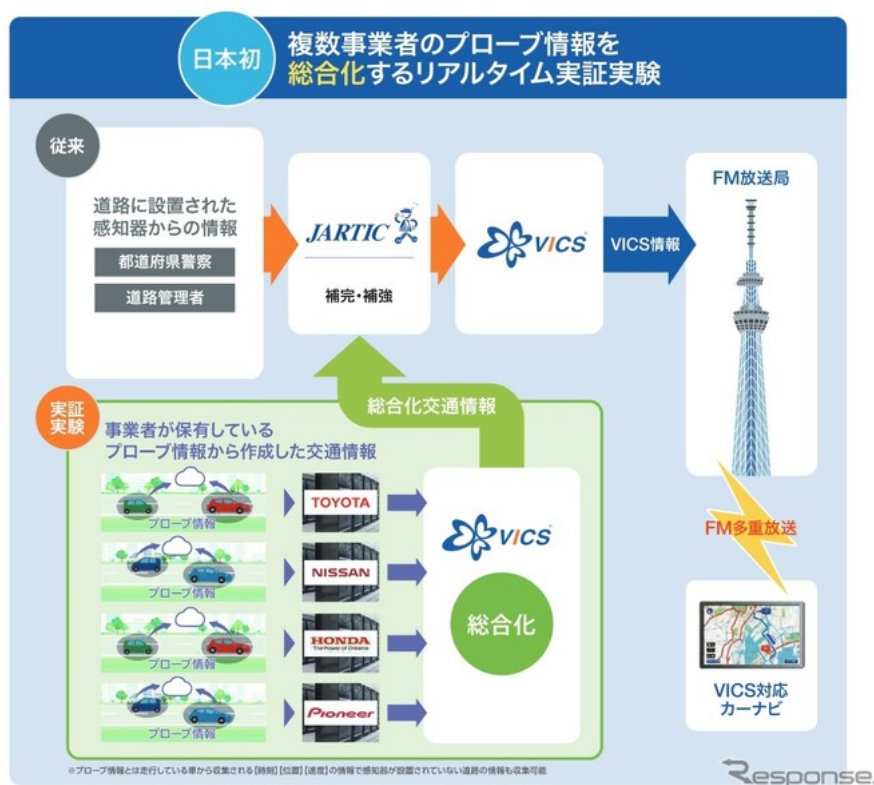 日本初
複数事業者のプローブ情報を
総合化するリアルタイム実証実験
従来
道路に設置された
感知器からの情報
都道府県警察
道路管理者
JARTIC
補完・補強
VICS
VICS情報
FM放送局
総合化交通情報
実証
実験
事業者が保有している
プローブ情報から作成した交通情報
プローブ情報
TOYOTA
プローブ情報
NISSAN
プローブ情報
HONDA
The Power of Dreams
プローブ情報
Pioneer
VICS
総合化
FM多重放送
VICS対応
カーナビ
※プローブ情報とは走行している車から収集される【時刻】【位置】【速度】の情報で感知器が設置されていない道路の情報も収集可能
Response.